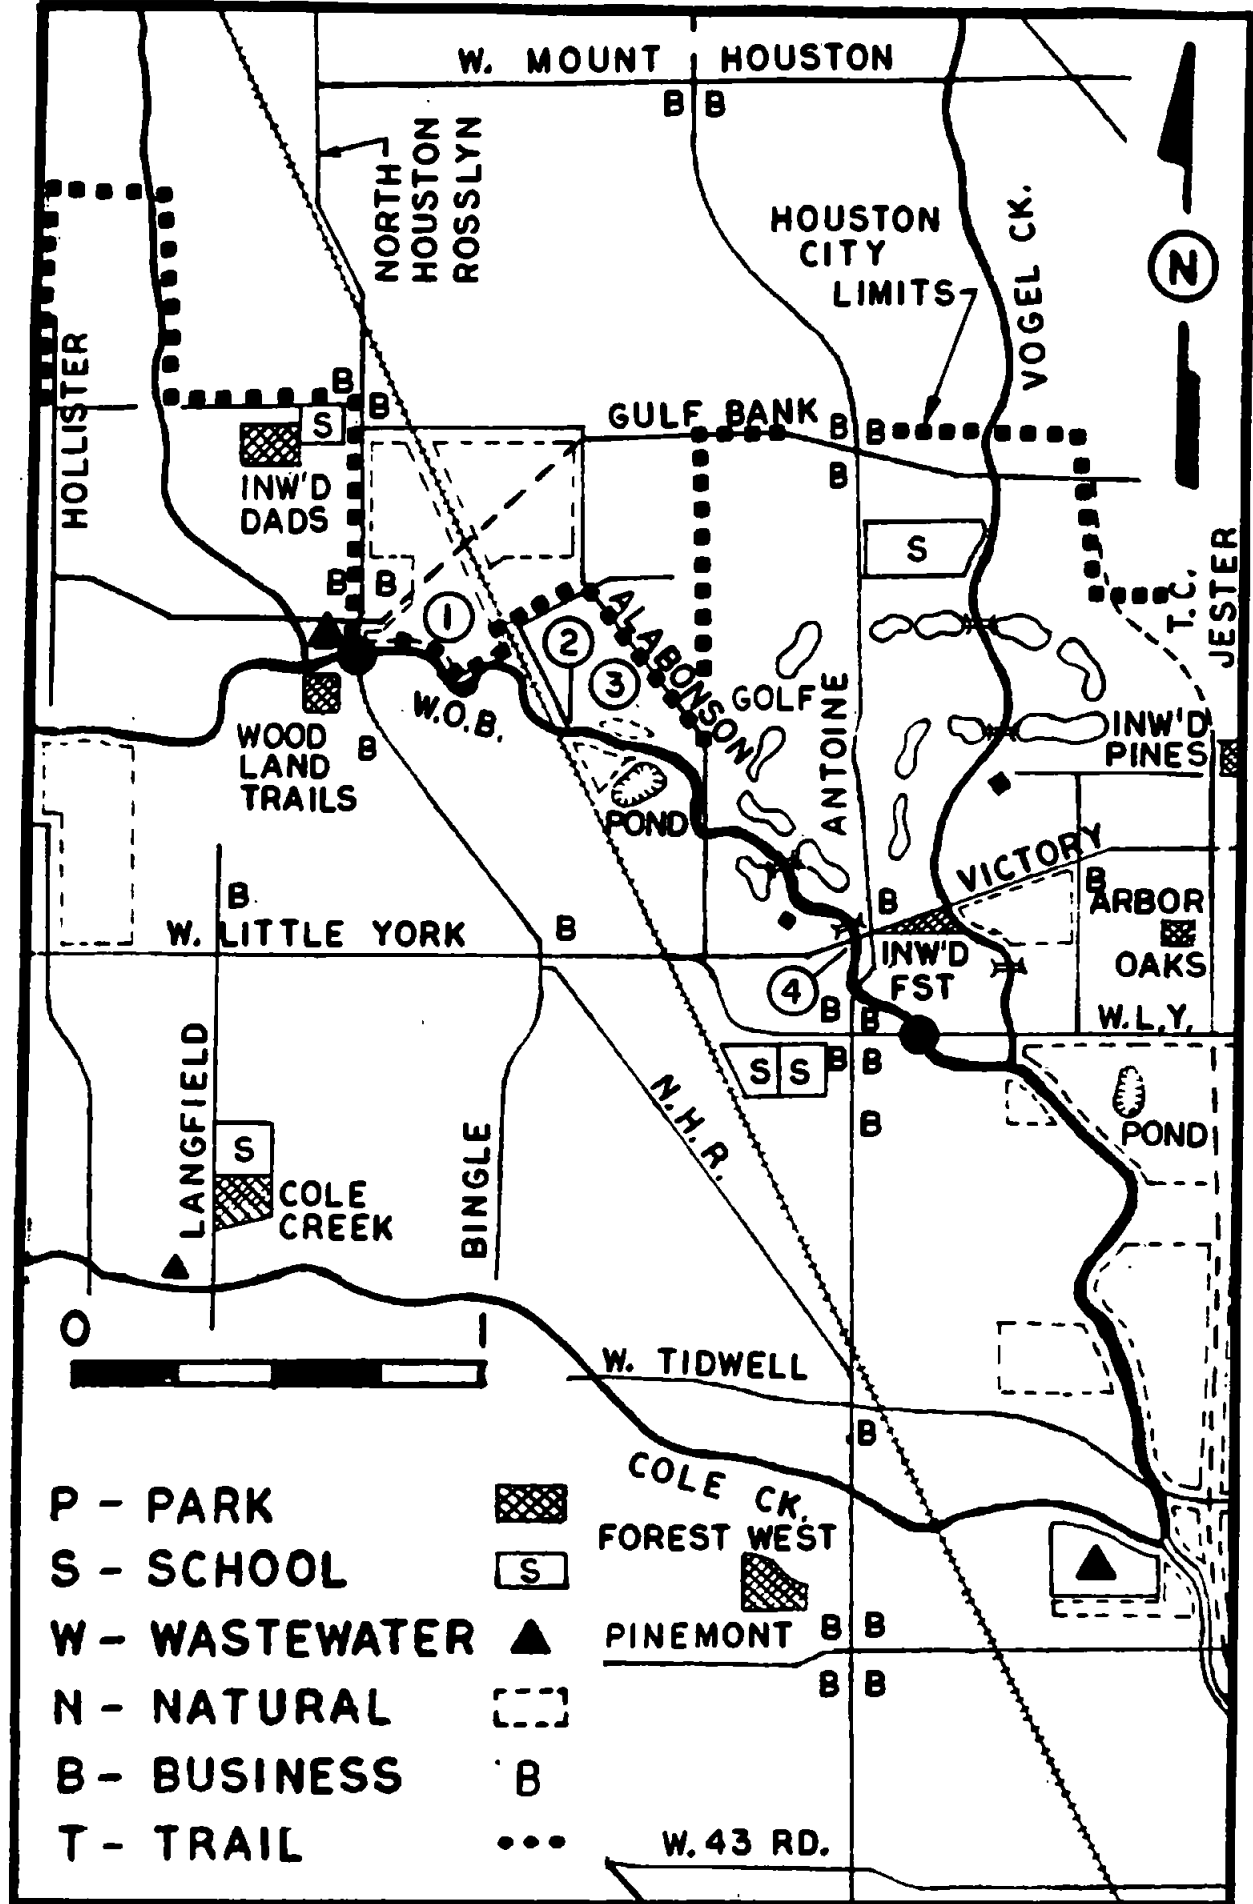 W. MOUNT HOUSTON
B B
NORTH
HOUSTON
ROSSLYN
HOUSTON
CITY
LIMITS
VOGEL CK.
N
HOLLISTER
B
B
S
INW'D
DADS
GULF BANK
B B
B
S
T.C.
JESTER
B B
1
2
3
ALABONSON
W.O.B.
GOLF
ANTOINE
INW'D
PINES
WOOD
LAND
TRAILS
B
POND
VICTORY
B
ARBOR
OAKS
B
B
B
W. LITTLE YORK
INW'D
FST
4
B
B
W.L.Y.
S S
B B
B
POND
N.H.R.
LANGFIELD
S
COLE
CREEK
BINGLE
0
1
W. TIDWELL
B
COLE CK.
FOREST WEST
PINEMONT
B B
B B
P - PARK
S - SCHOOL S
W - WASTEWATER
N - NATURAL
B - BUSINESS B
T - TRAIL
W. 43 RD.